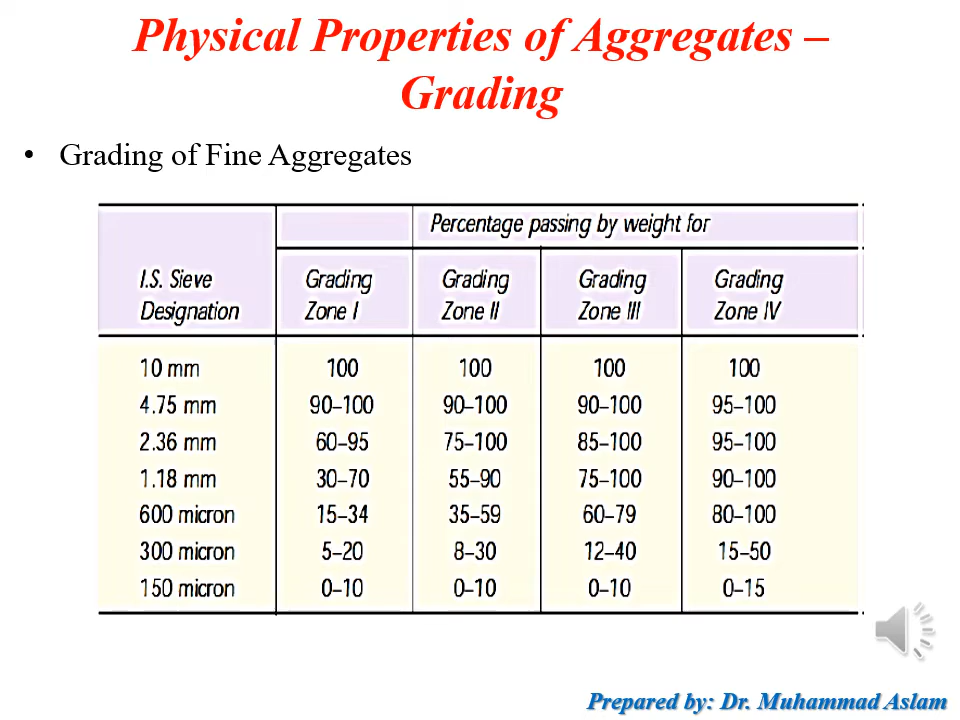 Physical Properties of Aggregates –
Grading
• Grading of Fine Aggregates
Percentage passing by weight for
I.S. Sieve Designation Grading Zone I Grading Zone II Grading Zone III Grading Zone IV
10 mm 100 100 100 100
4.75 mm 90–100 90–100 90–100 95–100
2.36 mm 60–95 75–100 85–100 95–100
1.18 mm 30–70 55–90 75–100 90–100
600 micron 15–34 35–59 60–79 80–100
300 micron 5–20 8–30 12–40 15–50
150 micron 0–10 0–10 0–10 0–15
Prepared by: Dr. Muhammad Aslam